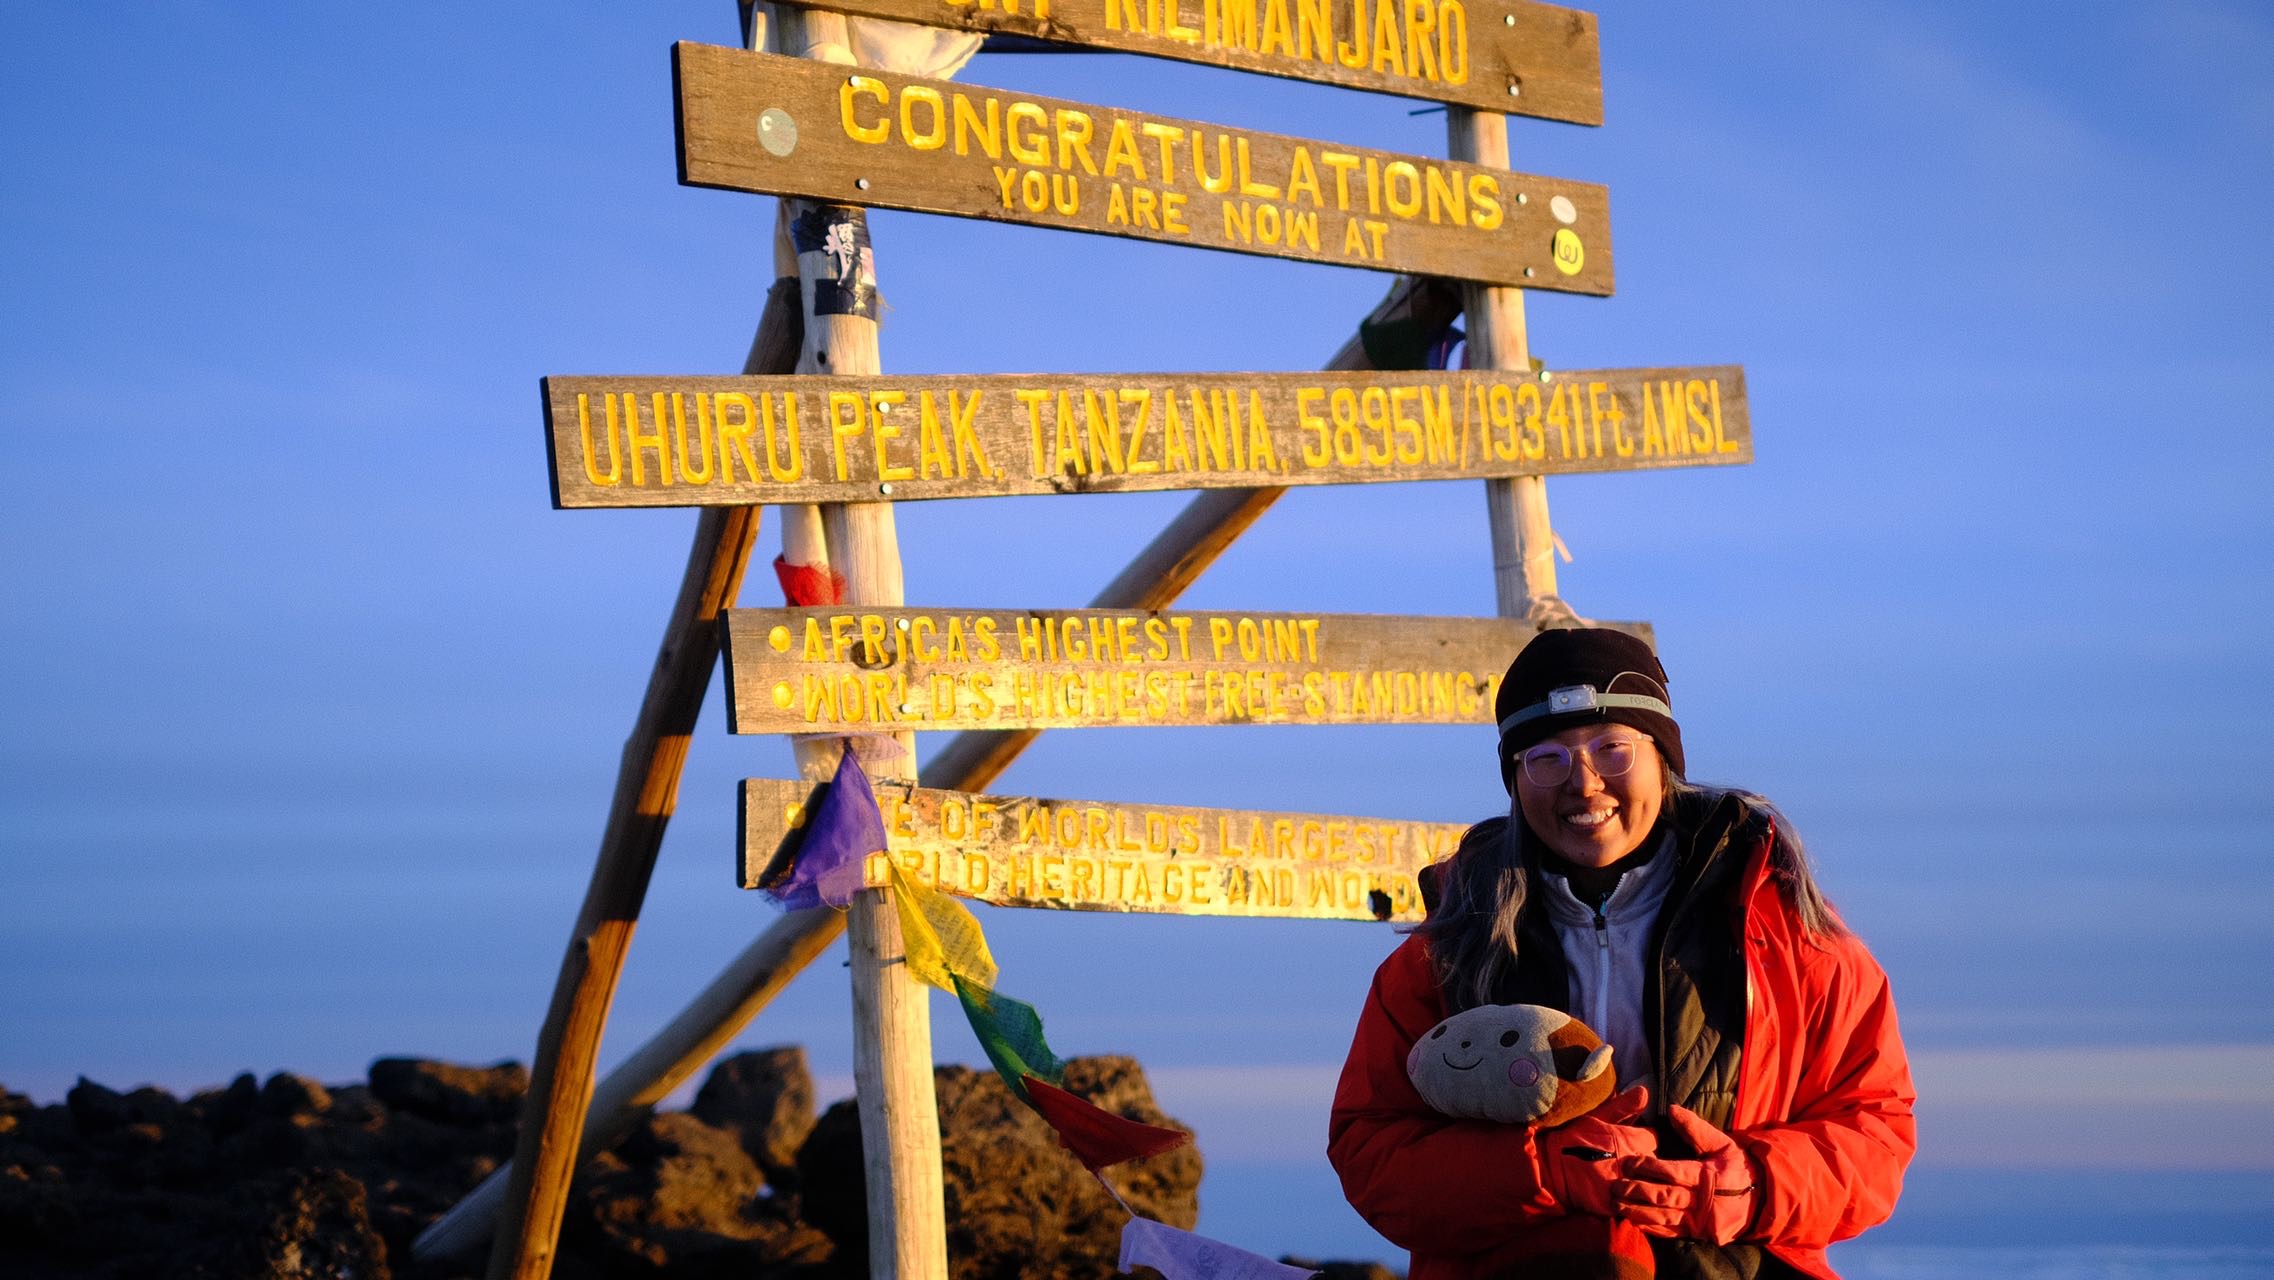 KILIMANJARO
CONGRATULATIONS
YOU ARE NOW AT
UHURU PEAK, TANZANIA, 5895M/19341Ft AMSL
• AFRICA'S HIGHEST POINT
• WORLD'S HIGHEST FREE-STANDING
OF WORLD'S LARGEST
HERITAGE AND